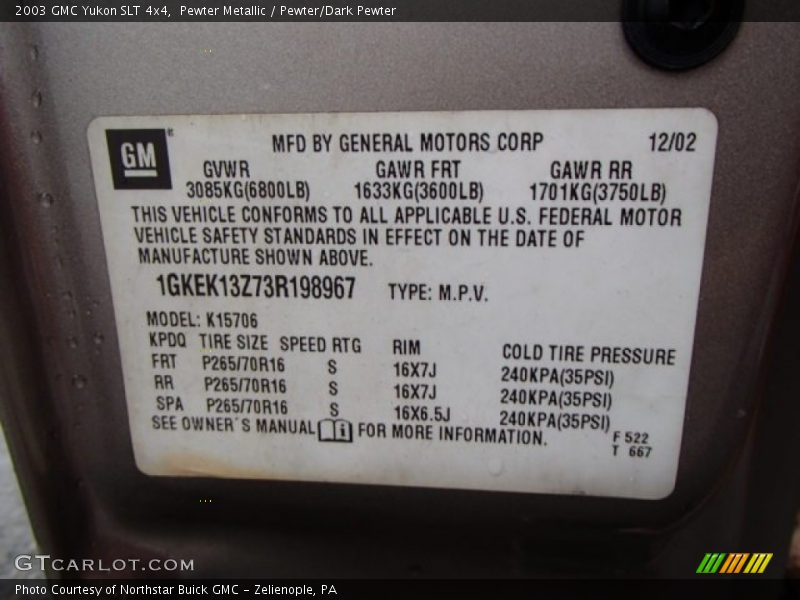 2003 GMC Yukon SLT 4x4,  Pewter Metallic / Pewter/Dark Pewter
GM® MFD BY GENERAL MOTORS CORP 12/02
GVWR GAWR FRT GAWR RR
3085KG(6800LB) 1633KG(3600LB) 1701KG(3750LB)
THIS VEHICLE CONFORMS TO ALL APPLICABLE U.S. FEDERAL MOTOR
VEHICLE SAFETY STANDARDS IN EFFECT ON THE DATE OF
MANUFACTURE SHOWN ABOVE.
1GKEK13Z73R198967 TYPE: M.P.V.
MODEL: K15706
KPDQ TIRE SIZE SPEED RTG RIM COLD TIRE PRESSURE
FRT P265/70R16 S 16X7J 240KPA(35PSI)
RR P265/70R16 S 16X7J 240KPA(35PSI)
SPA P265/70R16 S 16X6.5J 240KPA(35PSI)
SEE OWNER´S MANUAL i FOR MORE INFORMATION.
F 522
T 667
GTCARLOT.COM
Photo Courtesy of Northstar Buick GMC - Zelienople, PA